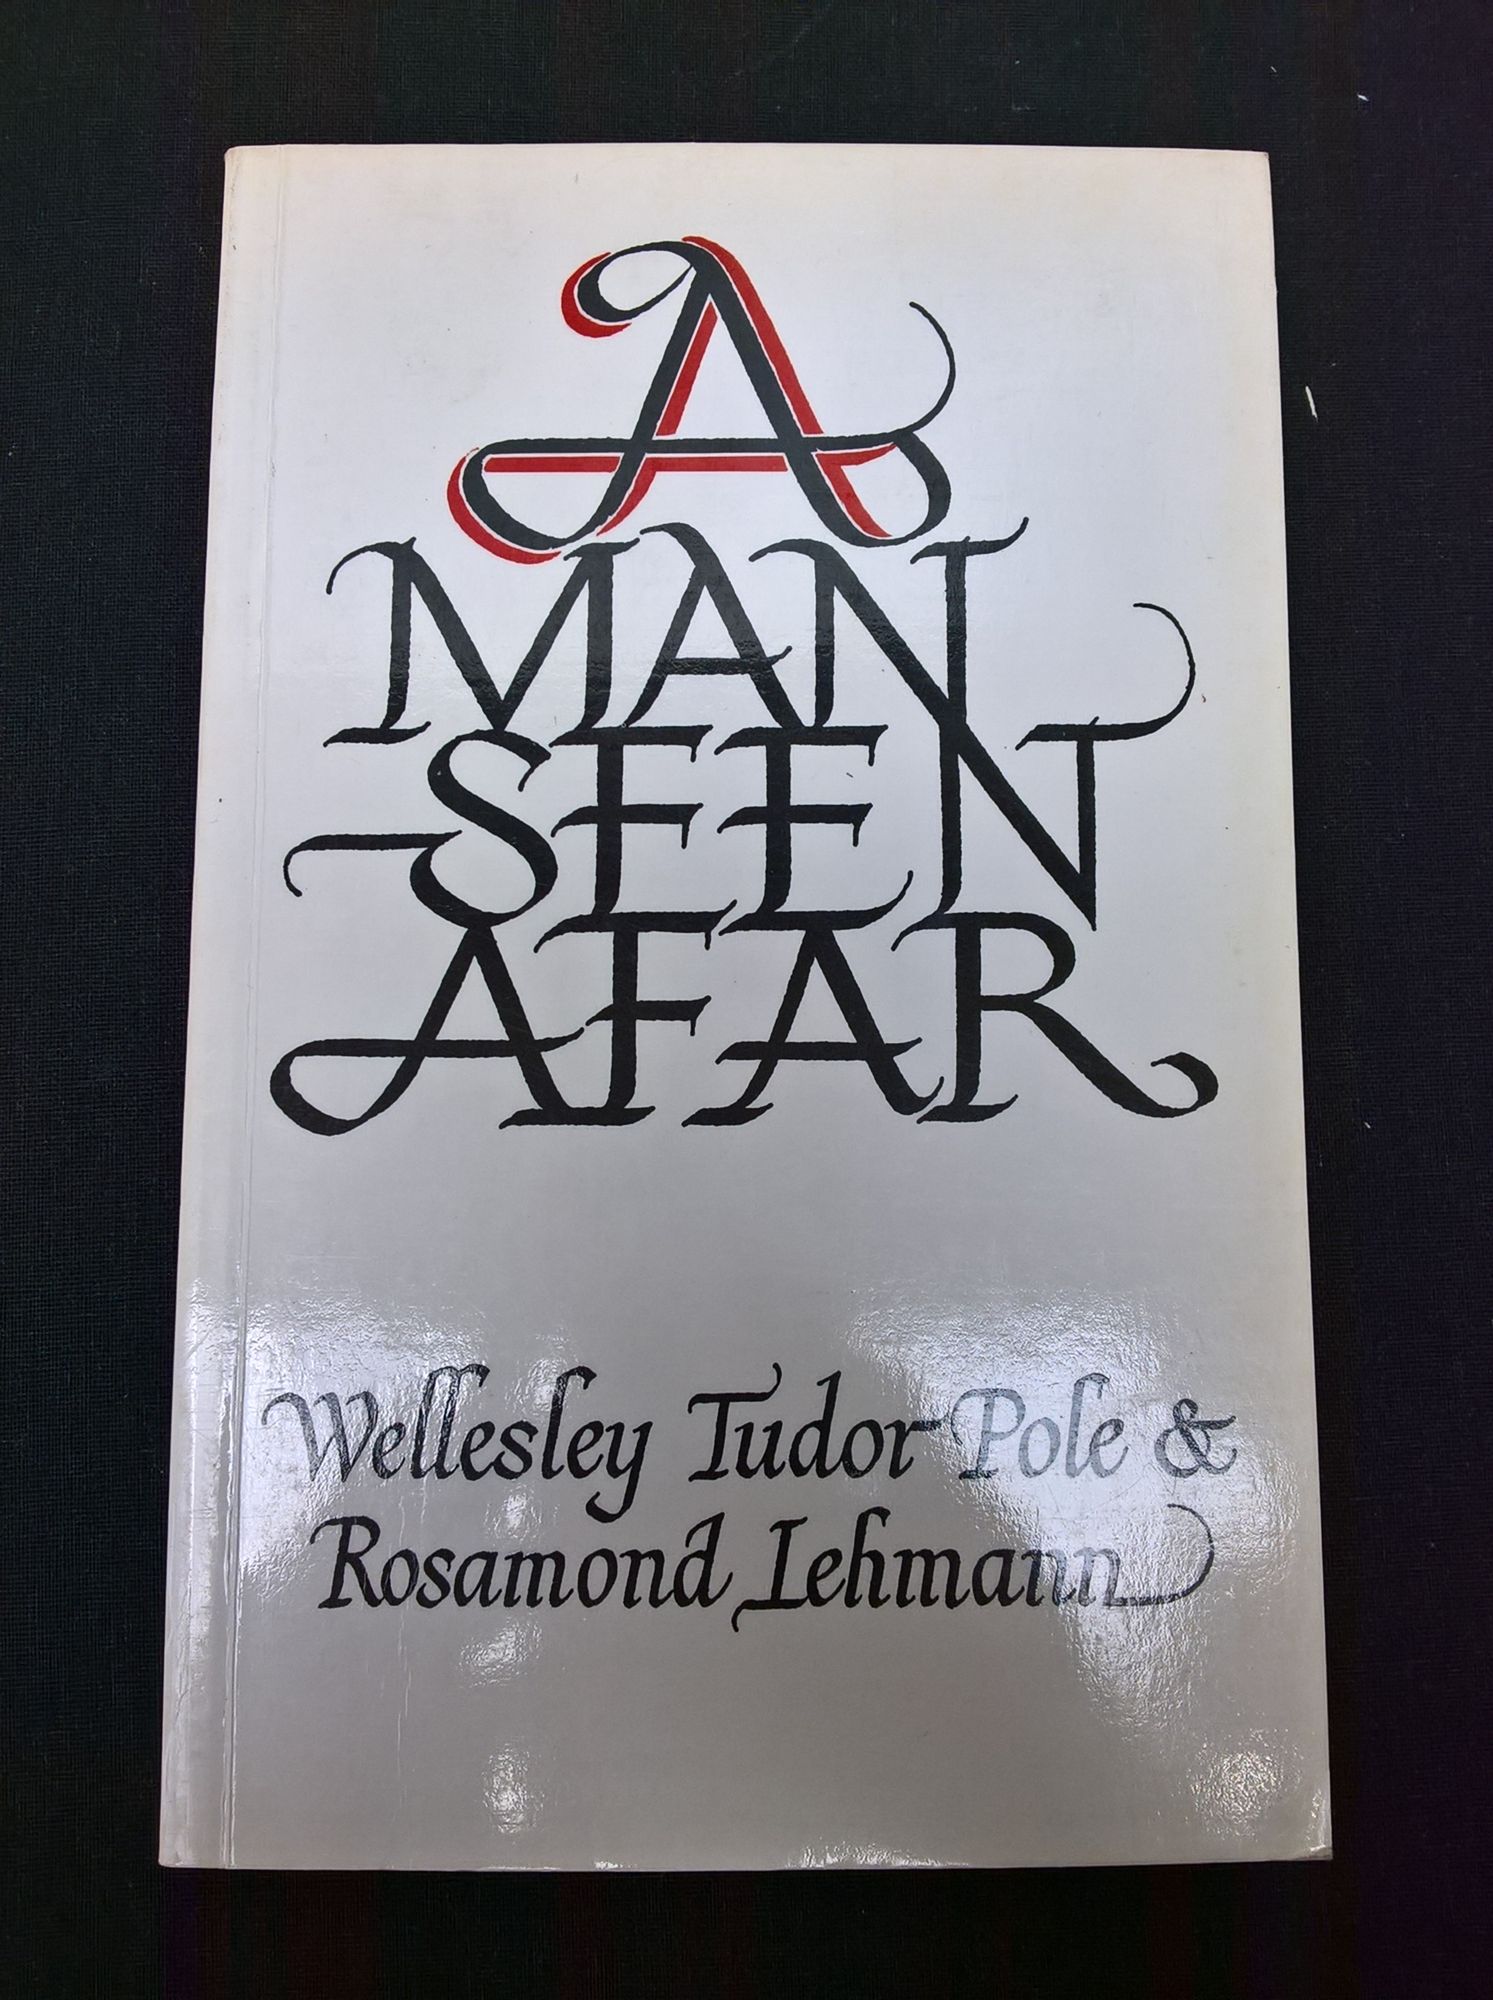 A
MAN
SEEN
AFAR
Wellesley Tudor Pole &
Rosamond Lehmann